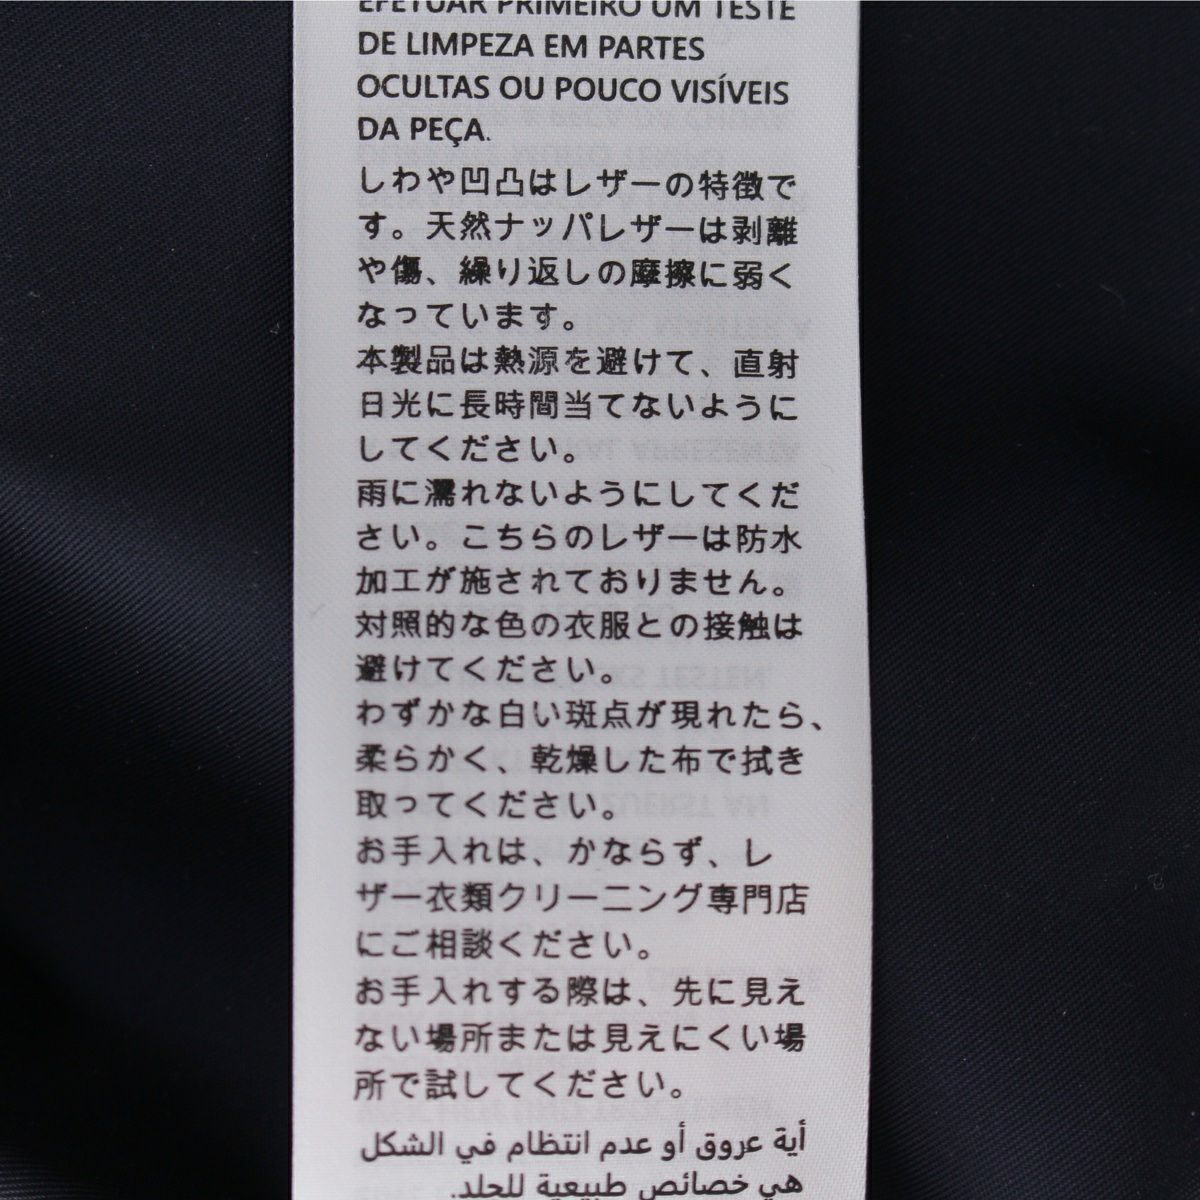 EFETUAR PRIMEIRO UM TESTE
DE LIMPEZA EM PARTES
OCULTAS OU POUCO VISÍVEIS
DA PEÇA.
しわや凹凸はレザーの特徴で
す。天然ナッパレザーは剥離
や傷、繰り返しの摩擦に弱く
なっています。
本製品は熱源を避けて、直射
日光に長時間当てないように
してください。
雨に濡れないようにしてくだ
さい。こちらのレザーは防水
加工が施されておりません。
対照的な色の衣服との接触は
避けてください。
わずかな白い斑点が現れたら、
柔らかく、乾燥した布で拭き
取ってください。
お手入れは、かならず、レ
ザー衣類クリーニング専門店
にご相談ください。
お手入れする際は、先に見え
ない場所または見えにくい場
所で試してください。
أية عروق أو عدم انتظام في الشكل
هي خصائص طبيعية للجلد.